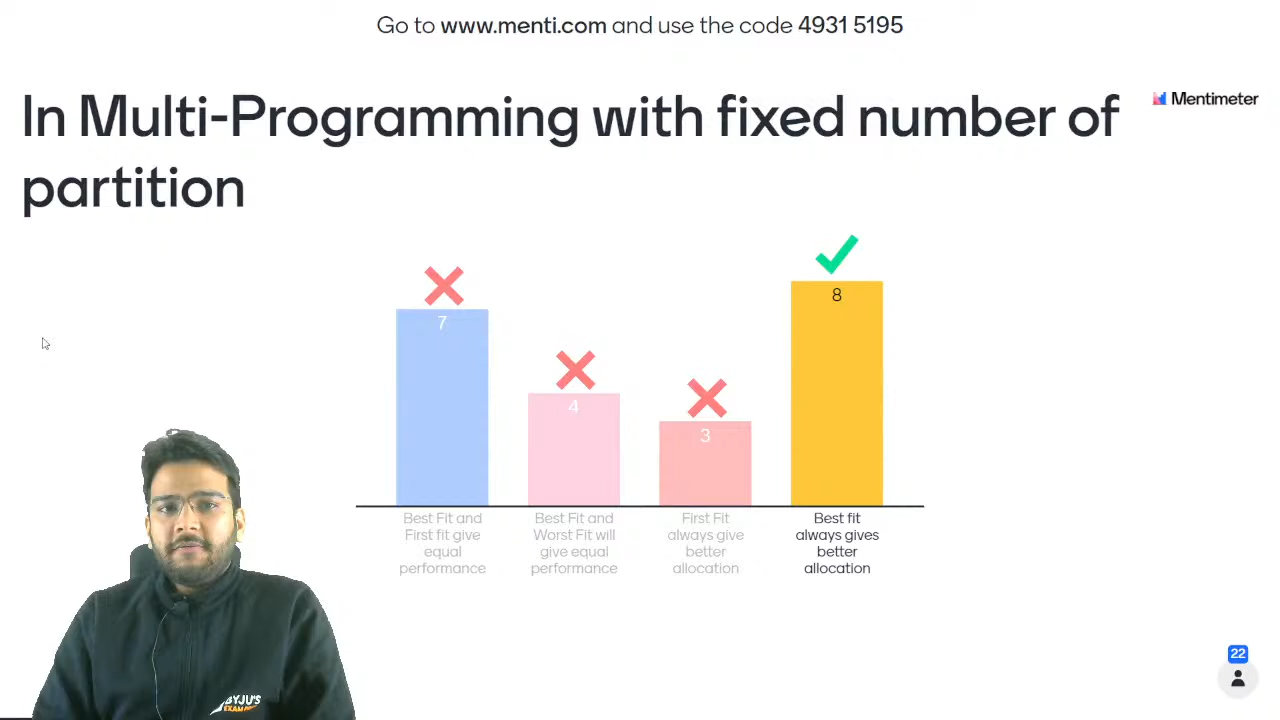 Go to www.menti.com and use the code 4931 5195
In Multi-Programming with fixed number of
partition
Mentimeter
7
4
3
8
Best Fit and
First fit give
equal
performance
Best Fit and
Worst Fit will
give equal
performance
First Fit
always give
better
allocation
Best fit
always gives
better
allocation
22
BYJU'S
EXAM